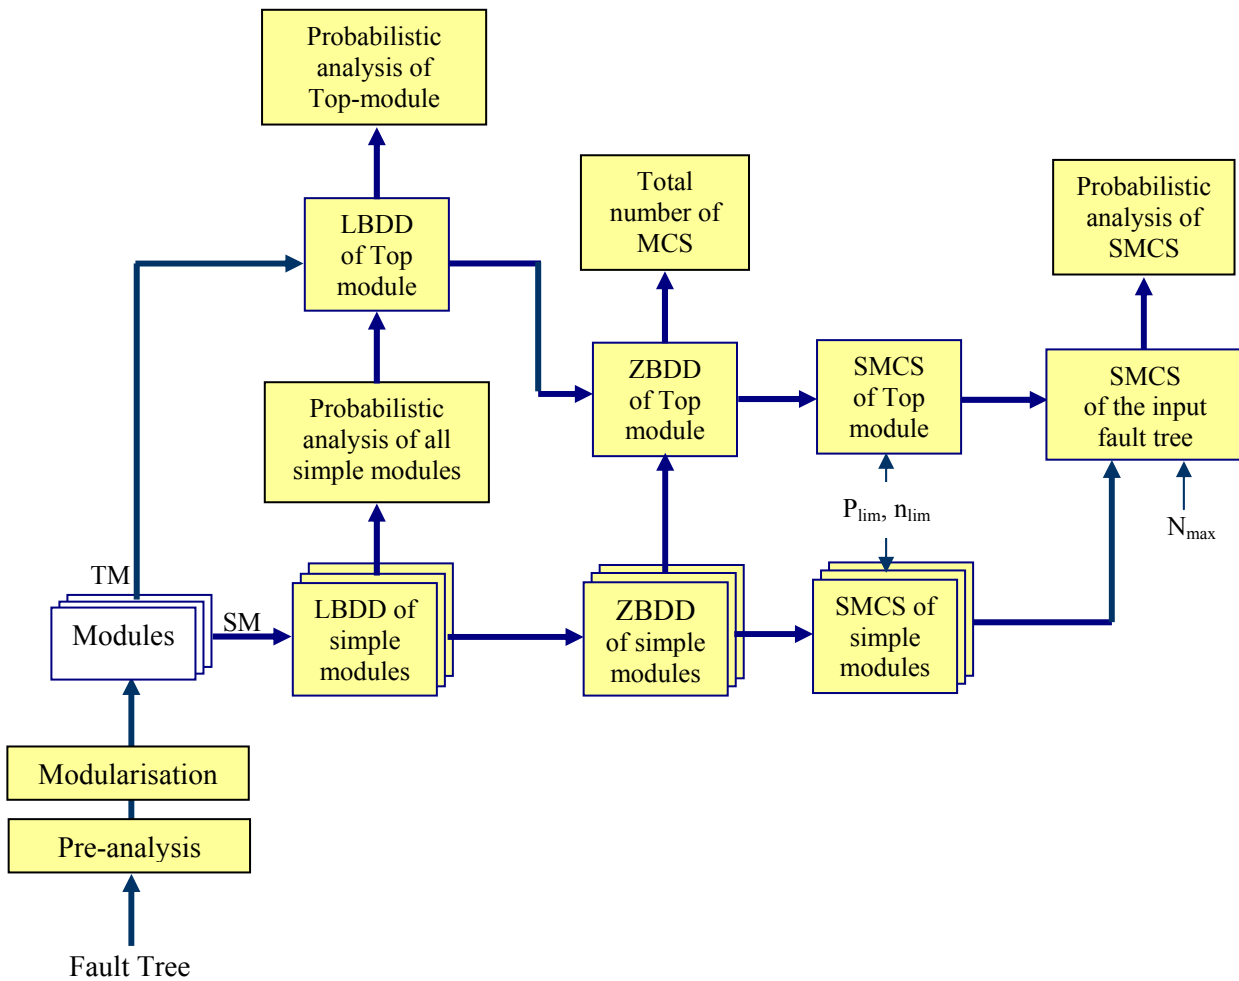 Probabilistic
analysis of
Top-module
Total
number of
MCS
Probabilistic
analysis of
SMCS
LBDD
of Top
module
ZBDD
of Top
module
SMCS
of Top
module
SMCS
of the input
fault tree
Probabilistic
analysis of all
simple modules
P_lim, n_lim
N_max
TM
Modules
SM
LBDD of
simple
modules
ZBDD
of simple
modules
SMCS of
simple
modules
Modularisation
Pre-analysis
Fault Tree